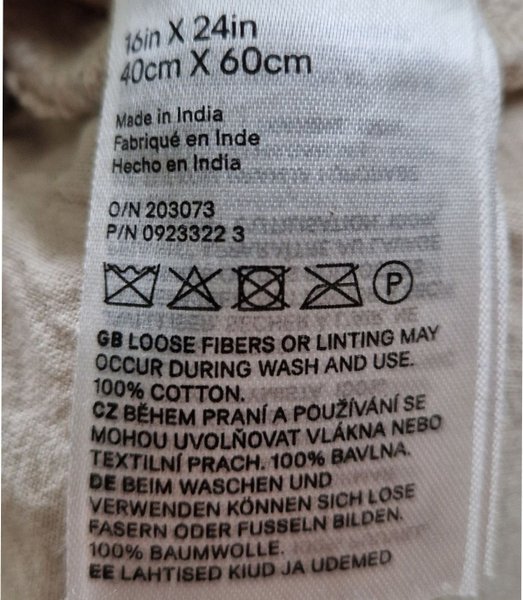 16in X 24in
40cm X 60cm
Made in India
Fabriqué en Inde
Hecho en India
O/N 203073
P/N 0923322 3
P
GB LOOSE FIBERS OR LINTING MAY
OCCUR DURING WASH AND USE.
100% COTTON.
CZ BĚHEM PRANÍ A POUŽÍVÁNÍ SE
MOHOU UVOLŇOVAT VLÁKNA NEBO
TEXTILNÍ PRACH. 100% BAVLNA.
DE BEIM WASCHEN UND
VERWENDEN KÖNNEN SICH LOSE
FASERN ODER FUSSELN BILDEN.
100% BAUMWOLLE.
EE LAHTISED KIUD JA UDEMED